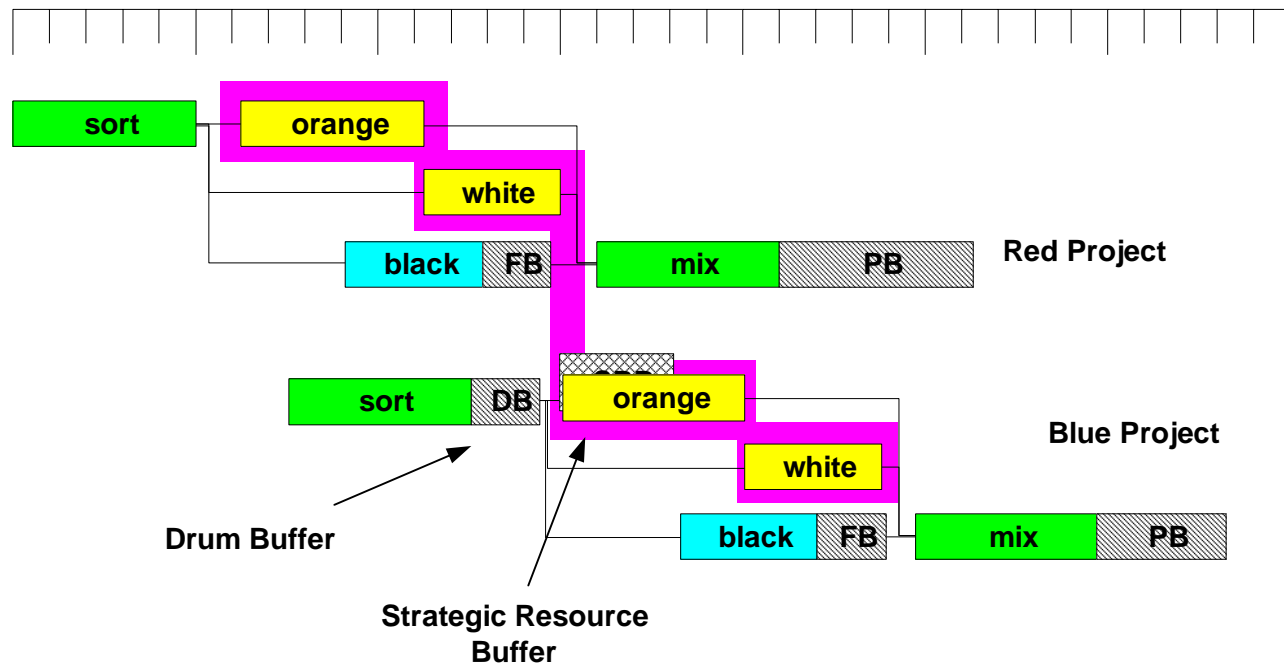 sort
orange
white
black
FB
mix
PB
Red Project
sort
DB
orange
Blue Project
white
black
FB
mix
PB
Drum Buffer
Strategic Resource
Buffer